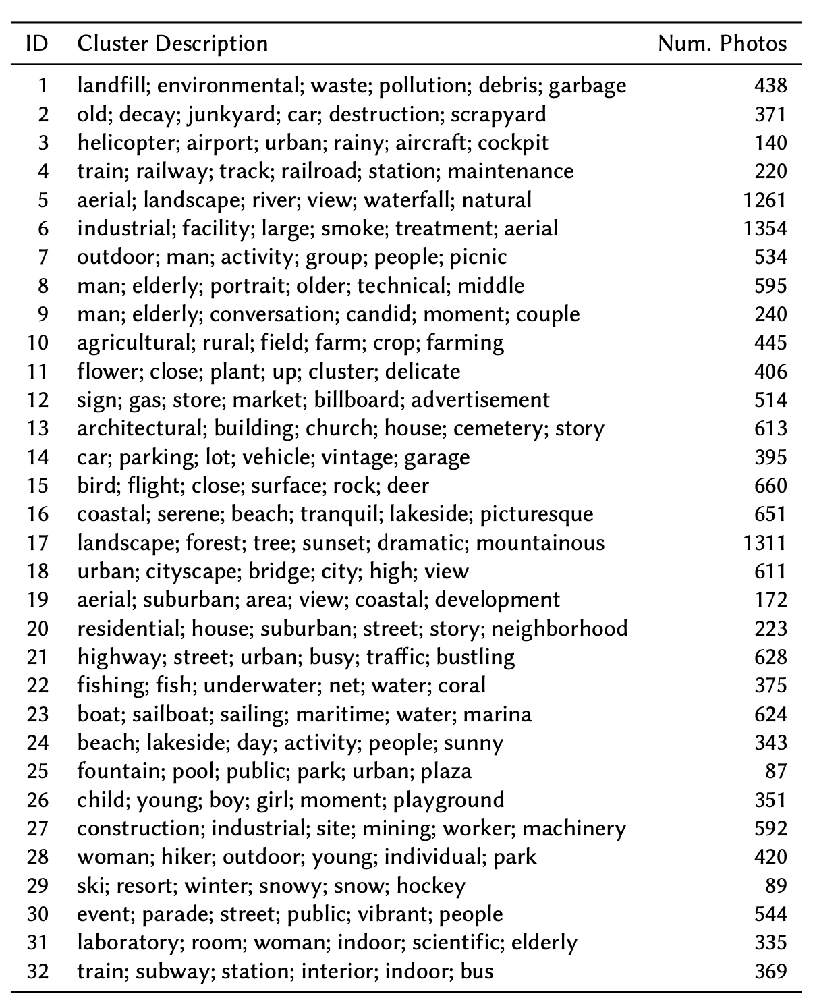 ID Cluster Description Num. Photos
1 landfill; environmental; waste; pollution; debris; garbage 438
2 old; decay; junkyard; car; destruction; scrapyard 371
3 helicopter; airport; urban; rainy; aircraft; cockpit 140
4 train; railway; track; railroad; station; maintenance 220
5 aerial; landscape; river; view; waterfall; natural 1261
6 industrial; facility; large; smoke; treatment; aerial 1354
7 outdoor; man; activity; group; people; picnic 534
8 man; elderly; portrait; older; technical; middle 595
9 man; elderly; conversation; candid; moment; couple 240
10 agricultural; rural; field; farm; crop; farming 445
11 flower; close; plant; up; cluster; delicate 406
12 sign; gas; store; market; billboard; advertisement 514
13 architectural; building; church; house; cemetery; story 613
14 car; parking; lot; vehicle; vintage; garage 395
15 bird; flight; close; surface; rock; deer 660
16 coastal; serene; beach; tranquil; lakeside; picturesque 651
17 landscape; forest; tree; sunset; dramatic; mountainous 1311
18 urban; cityscape; bridge; city; high; view 611
19 aerial; suburban; area; view; coastal; development 172
20 residential; house; suburban; street; story; neighborhood 223
21 highway; street; urban; busy; traffic; bustling 628
22 fishing; fish; underwater; net; water; coral 375
23 boat; sailboat; sailing; maritime; water; marina 624
24 beach; lakeside; day; activity; people; sunny 343
25 fountain; pool; public; park; urban; plaza 87
26 child; young; boy; girl; moment; playground 351
27 construction; industrial; site; mining; worker; machinery 592
28 woman; hiker; outdoor; young; individual; park 420
29 ski; resort; winter; snowy; snow; hockey 89
30 event; parade; street; public; vibrant; people 544
31 laboratory; room; woman; indoor; scientific; elderly 335
32 train; subway; station; interior; indoor; bus 369